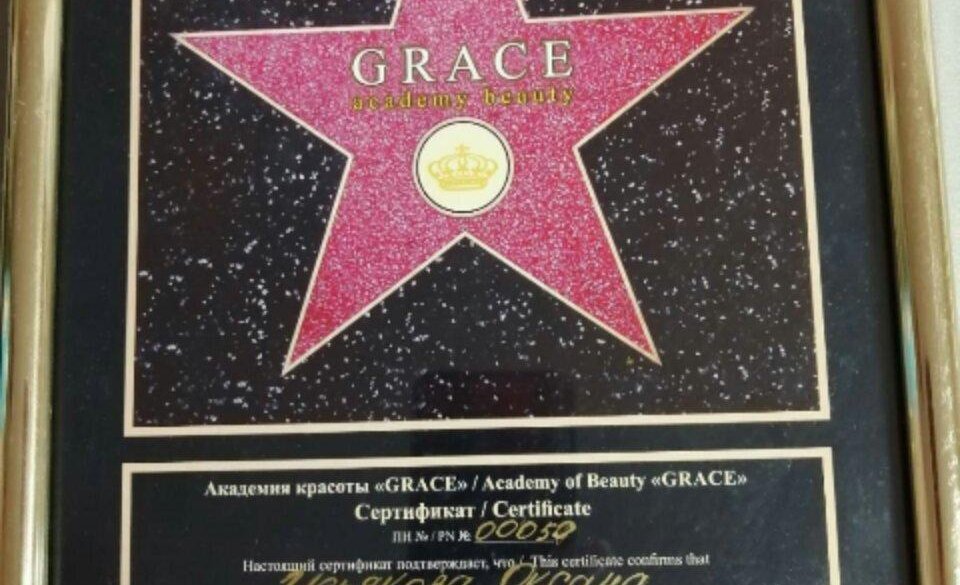 GRACE
academy beauty
Академия красоты «GRACE» / Academy of Beauty «GRACE»
Сертификат / Certificate
ПН № / PN №
Настоящий сертификат подтверждает, что / This certificate confirms that
Оксана